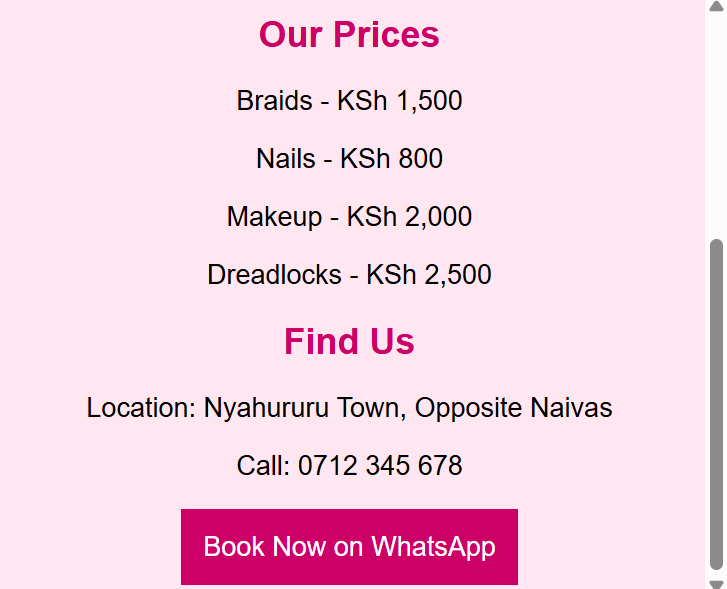 Our Prices
Braids - KSh 1,500
Nails - KSh 800
Makeup - KSh 2,000
Dreadlocks - KSh 2,500
Find Us
Location: Nyahururu Town, Opposite Naivas
Call: 0712 345 678
Book Now on WhatsApp